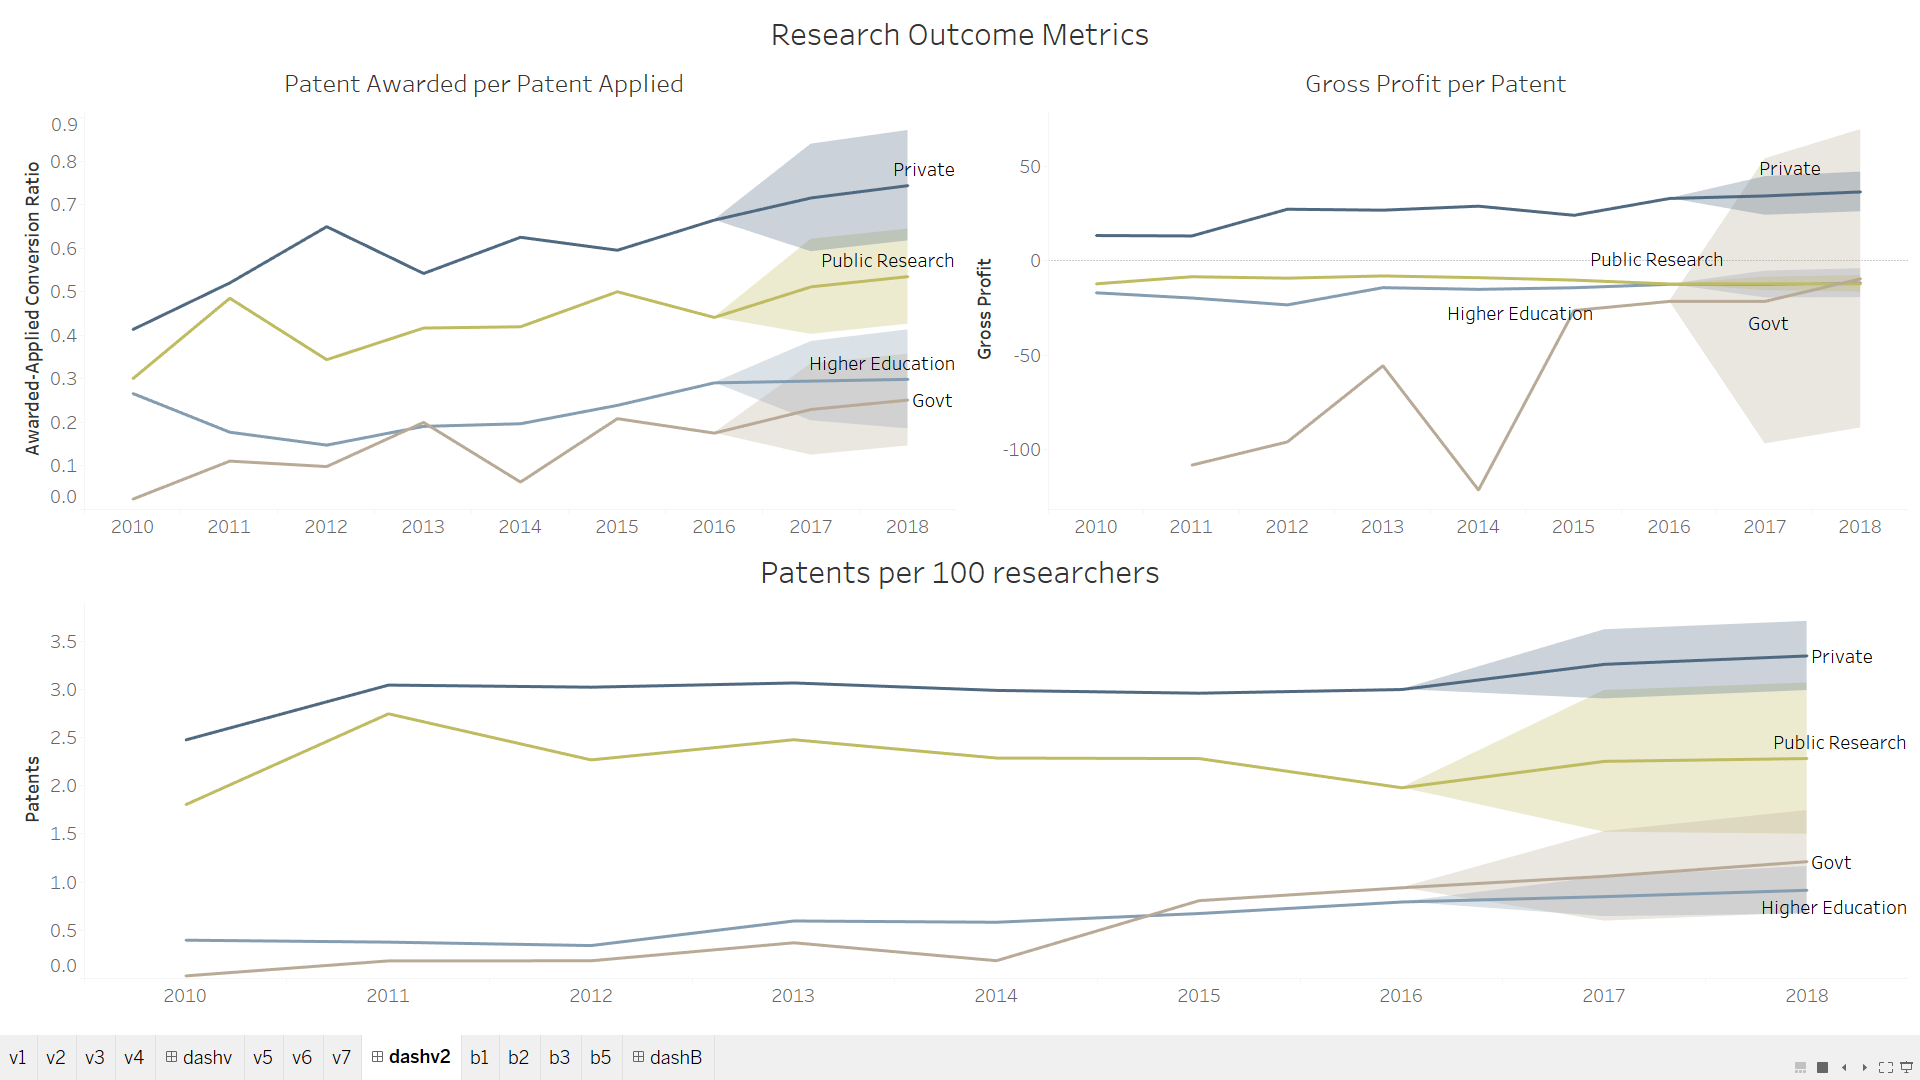 Research Outcome Metrics
Patent Awarded per Patent Applied
Awarded-Applied Conversion Ratio
0.9
0.8
0.7
0.6
0.5
0.4
0.3
0.2
0.1
0.0
Private
Public Research
Higher Education
Govt
2010 2011 2012 2013 2014 2015 2016 2017 2018
Gross Profit per Patent
Gross Profit
50
0
-50
-100
Private
Public Research
Higher Education
Govt
2010 2011 2012 2013 2014 2015 2016 2017 2018
Patents per 100 researchers
Patents
3.5
3.0
2.5
2.0
1.5
1.0
0.5
0.0
Private
Public Research
Govt
Higher Education
2010 2011 2012 2013 2014 2015 2016 2017 2018
v1 v2 v3 v4 dashv v5 v6 v7 dashv2 b1 b2 b3 b5 dashB